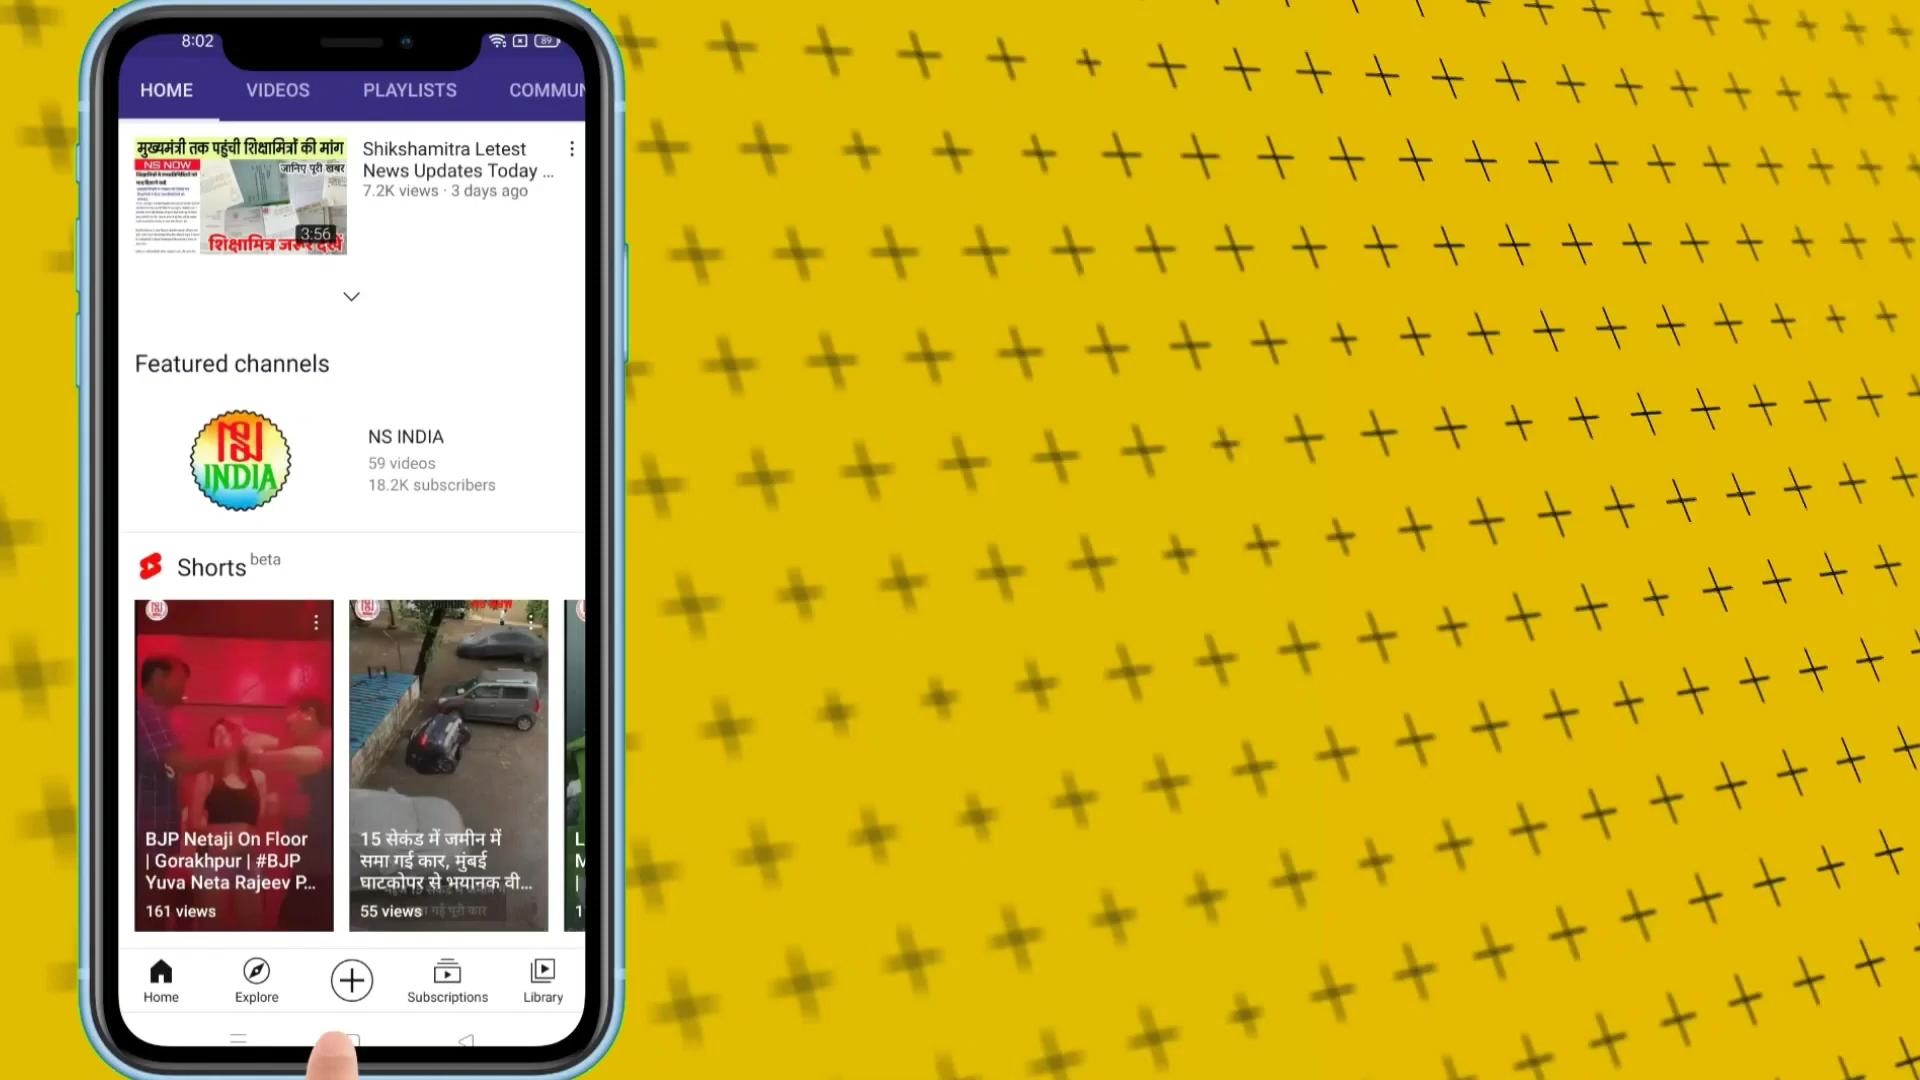 8:02
89
HOME
VIDEOS
PLAYLISTS
COMMUN
मुख्यमंत्री तक पहुंची शिक्षामित्रों की मांग
NS NOW
जानिए पूरी खबर
3:56
शिक्षामित्र जरूर देखें
Shikshamitra Letest
News Updates Today ...
7.2K views · 3 days ago
Featured channels
NS
INDIA
NS INDIA
59 videos
18.2K subscribers
Shorts beta
BJP Netaji On Floor
| Gorakhpur | #BJP
Yuva Neta Rajeev P...
161 views
15 सेकंड में जमीन में
समा गई कार, मुंबई
घाटकोपर से भयानक वी...
55 views
L
M
|
1
Home
Explore
Subscriptions
Library